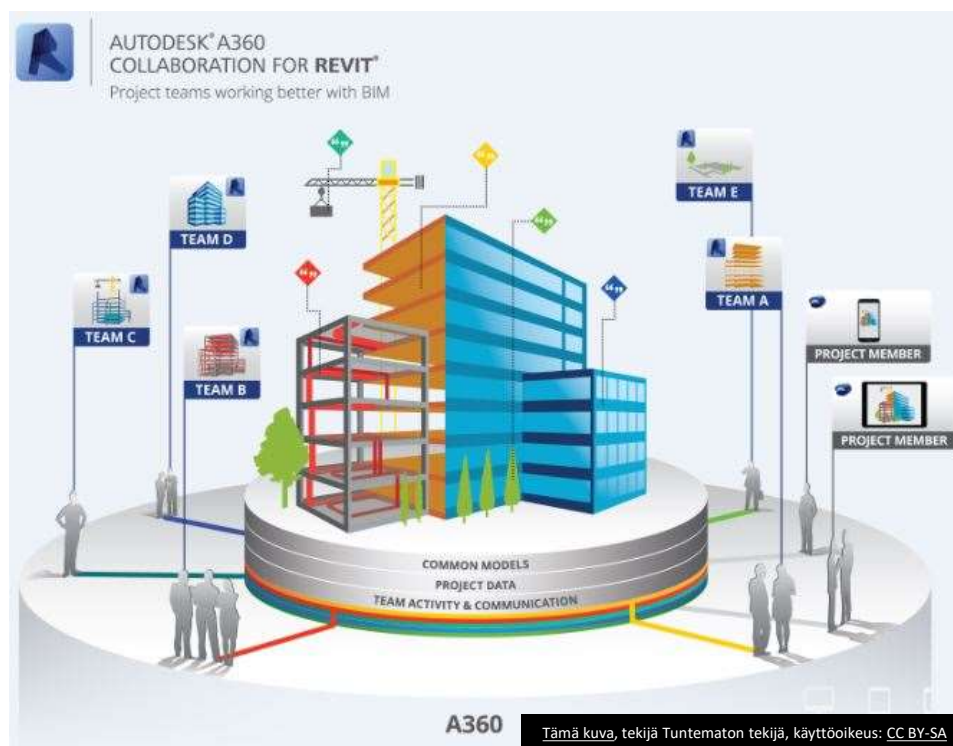 AUTODESK® A360
COLLABORATION FOR REVIT®
Project teams working better with BIM
TEAM E
TEAM D
TEAM A
TEAM C
PROJECT MEMBER
TEAM B
PROJECT MEMBER
COMMON MODELS
PROJECT DATA
TEAM ACTIVITY & COMMUNICATION
A360
Tämä kuva, tekijä Tuntematon tekijä, käyttöoikeus: CC BY-SA